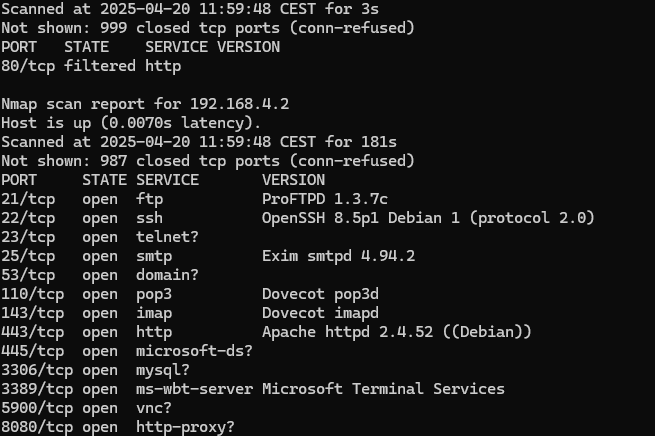 Scanned at 2025-04-20 11:59:48 CEST for 3s
Not shown: 999 closed tcp ports (conn-refused)
PORT   STATE    SERVICE VERSION
80/tcp filtered http

Nmap scan report for 192.168.4.2
Host is up (0.0070s latency).
Scanned at 2025-04-20 11:59:48 CEST for 181s
Not shown: 987 closed tcp ports (conn-refused)
PORT     STATE SERVICE       VERSION
21/tcp   open  ftp           ProFTPD 1.3.7c
22/tcp   open  ssh           OpenSSH 8.5p1 Debian 1 (protocol 2.0)
23/tcp   open  telnet?
25/tcp   open  smtp          Exim smtpd 4.94.2
53/tcp   open  domain?
110/tcp  open  pop3          Dovecot pop3d
143/tcp  open  imap          Dovecot imapd
443/tcp  open  http          Apache httpd 2.4.52 ((Debian))
445/tcp  open  microsoft-ds?
3306/tcp open  mysql?
3389/tcp open  ms-wbt-server Microsoft Terminal Services
5900/tcp open  vnc?
8080/tcp open  http-proxy?